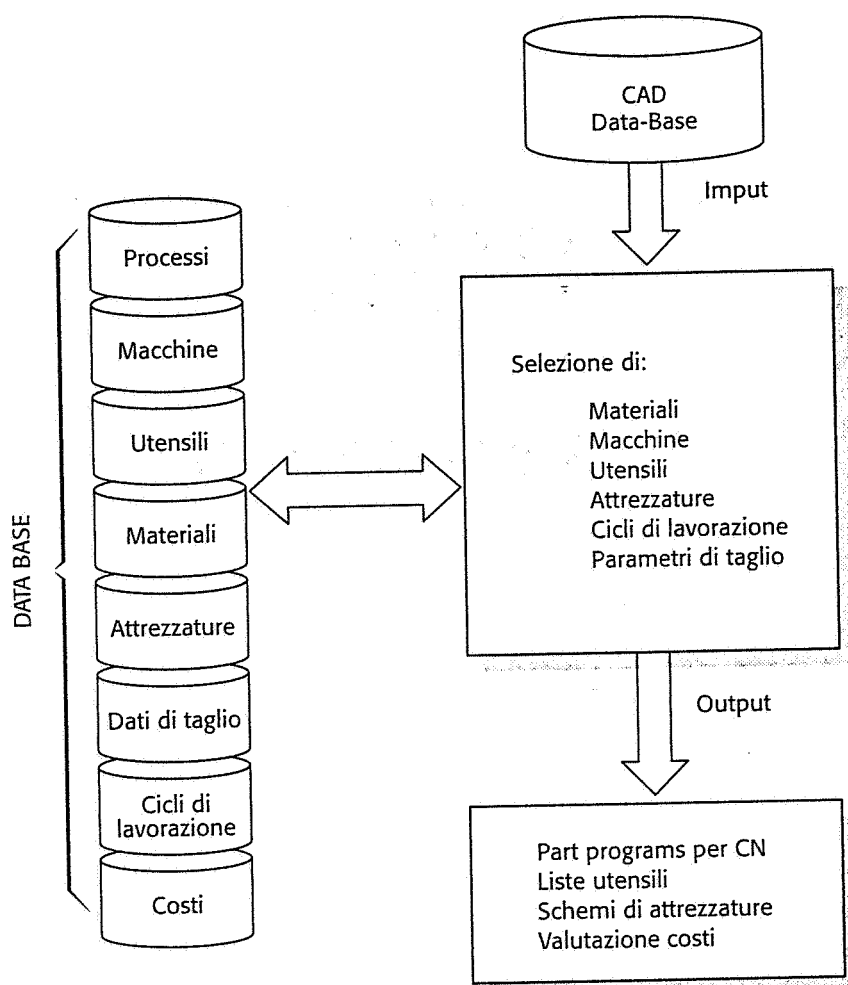 CAD
Data-Base
Imput
Processi
Macchine
Utensili
Materiali
Attrezzature
Dati di taglio
Cicli di
lavorazione
Costi
DATA BASE
Selezione di:
Materiali
Macchine
Utensili
Attrezzature
Cicli di lavorazione
Parametri di taglio
Output
Part programs per CN
Liste utensili
Schemi di attrezzature
Valutazione costi